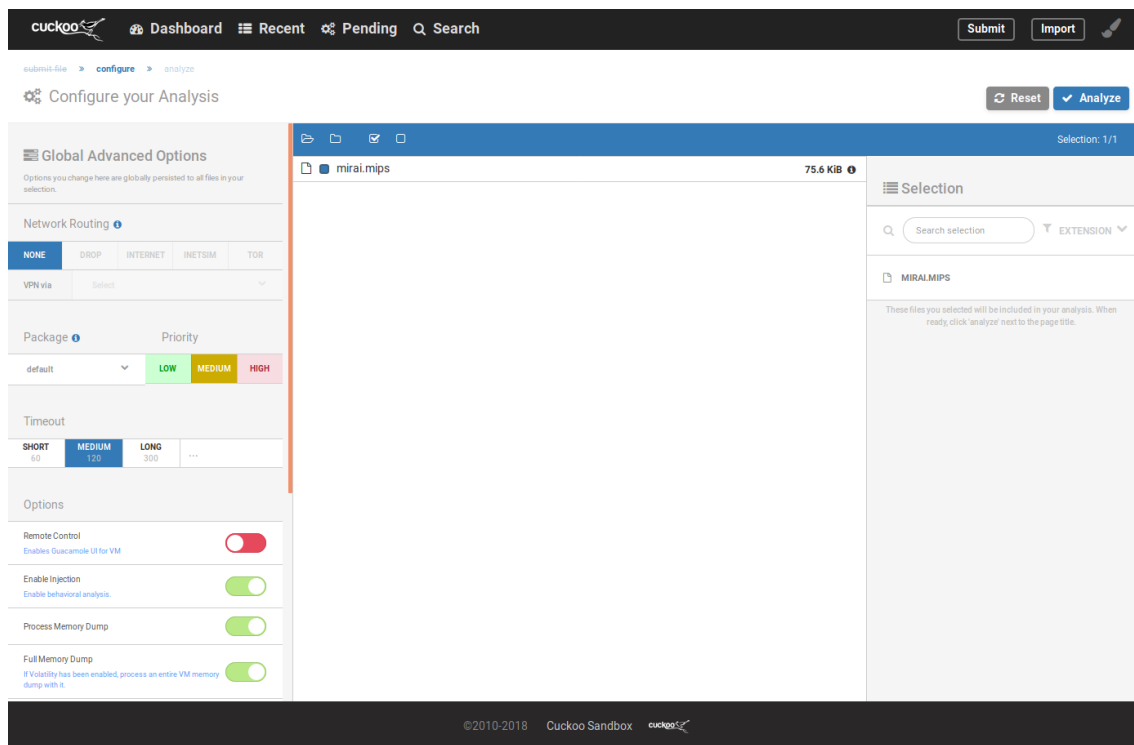 cuckoo Dashboard Recent Pending Search Submit Import
submit file » configure » analyze
Configure your Analysis
Reset Analyze
Global Advanced Options
Options you change here are globally persisted to all files in your
selection.
Network Routing
NONE DROP INTERNET INETSIM TOR
VPN via Select
Package Priority
default LOW MEDIUM HIGH
Timeout
SHORT MEDIUM LONG
60 120 300 ...
Options
Remote Control
Enables Guacamole UI for VM
Enable Injection
Enable behavioral analysis.
Process Memory Dump
Full Memory Dump
If Volatility has been enabled, process an entire VM memory
dump with it.
Selection: 1/1
mirai.mips 75.6 KiB
Selection
Search selection EXTENSION
MIRAI.MIPS
These files you selected will be included in your analysis. When
ready, click 'analyze' next to the page title.
©2010-2018 Cuckoo Sandbox cuckoo